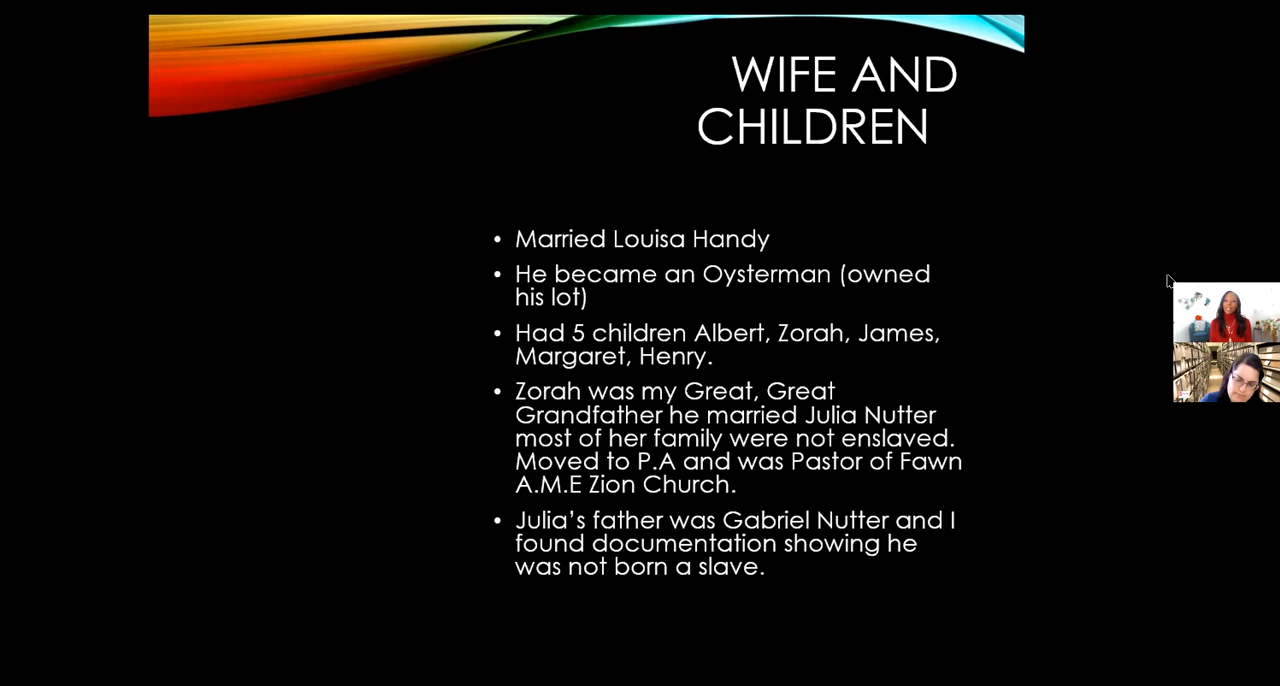 WIFE AND
CHILDREN
• Married Louisa Handy
• He became an Oysterman (owned
his lot)
• Had 5 children Albert, Zorah, James,
Margaret, Henry.
• Zorah was my Great, Great
Grandfather he married Julia Nutter
most of her family were not enslaved.
Moved to P.A and was Pastor of Fawn
A.M.E Zion Church.
• Julia’s father was Gabriel Nutter and I
found documentation showing he
was not born a slave.